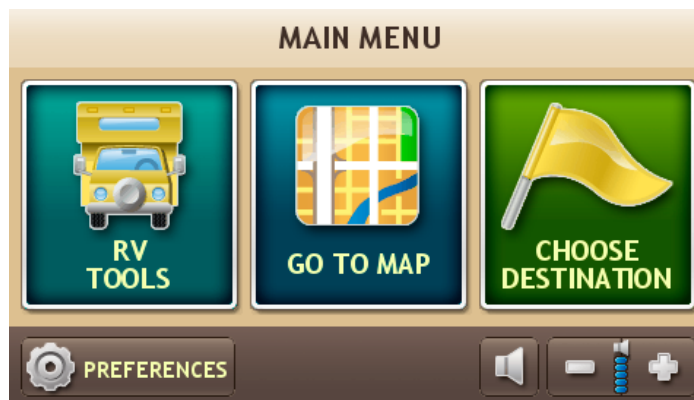 MAIN MENU
RV
TOOLS
GO TO MAP
CHOOSE
DESTINATION
PREFERENCES